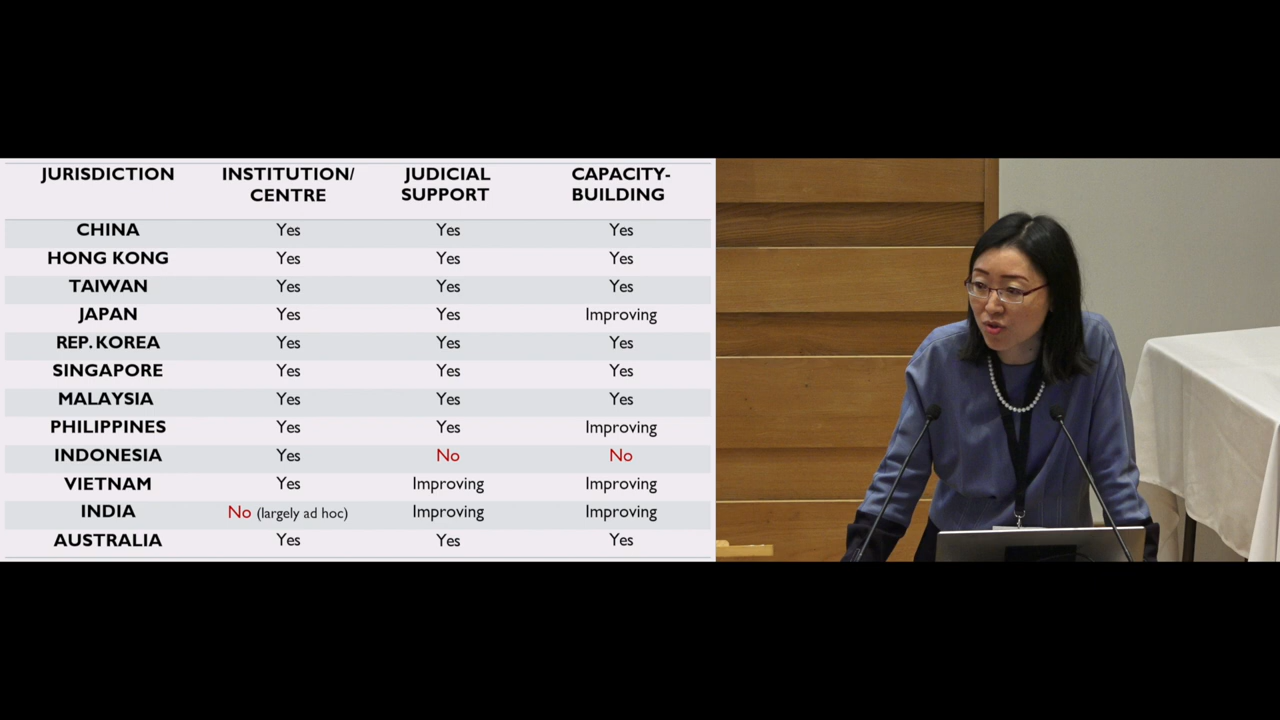 JURISDICTION INSTITUTION/ CENTRE JUDICIAL SUPPORT CAPACITY- BUILDING
CHINA Yes Yes Yes
HONG KONG Yes Yes Yes
TAIWAN Yes Yes Yes
JAPAN Yes Yes Improving
REP. KOREA Yes Yes Yes
SINGAPORE Yes Yes Yes
MALAYSIA Yes Yes Yes
PHILIPPINES Yes Yes Improving
INDONESIA Yes No No
VIETNAM Yes Improving Improving
INDIA No (largely ad hoc) Improving Improving
AUSTRALIA Yes Yes Yes